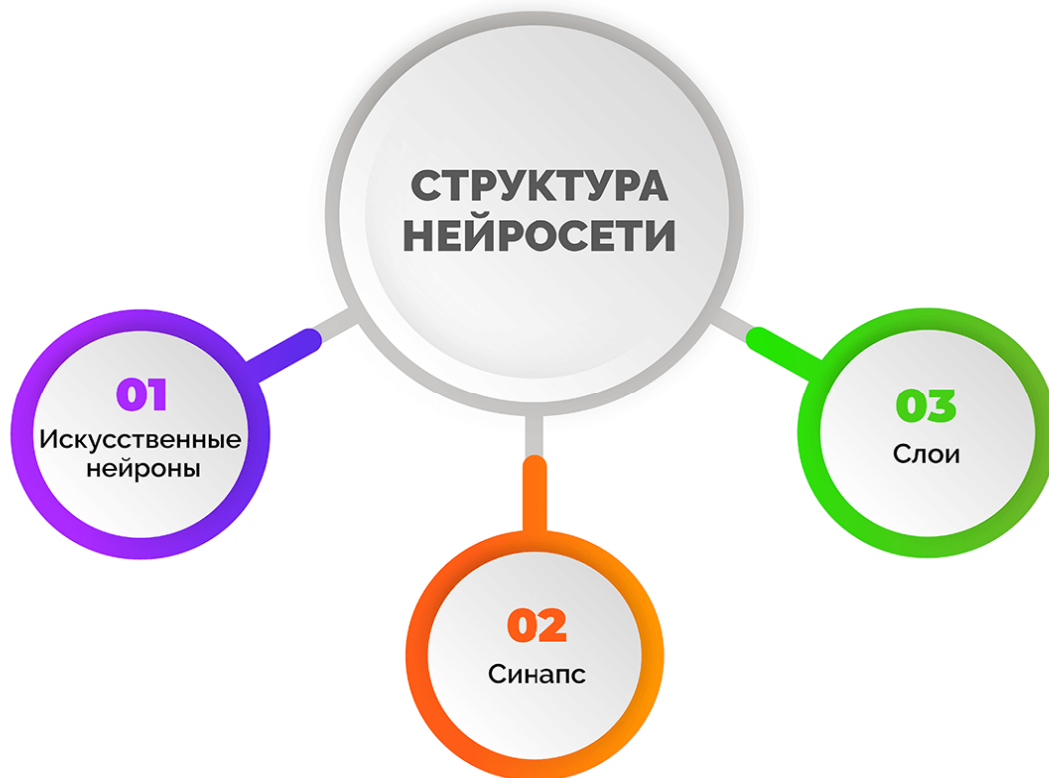 СТРУКТУРА
НЕЙРОСЕТИ
01
Искусственные
нейроны
02
Синапс
03
Слои